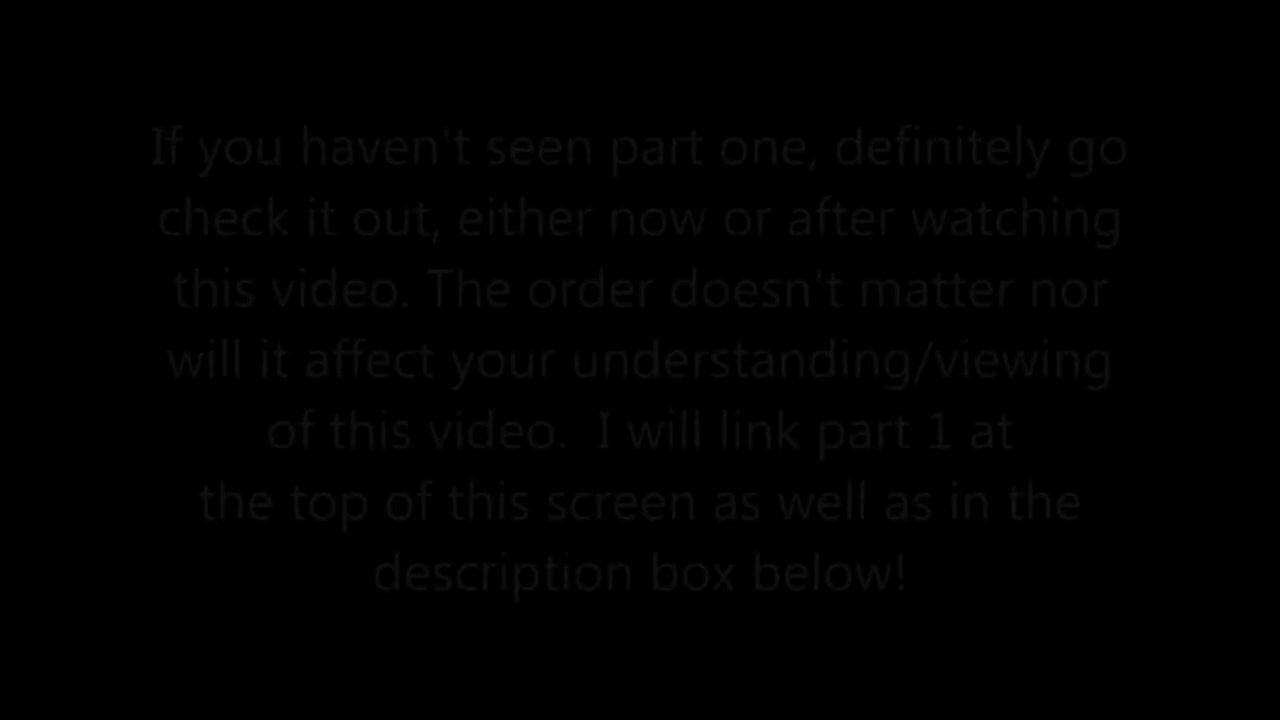 If you haven't seen part one, definitely go
check it out, either now or after watching
this video. The order doesn't matter nor
will it affect your understanding/viewing
of this video.  I will link part 1 at
the top of this screen as well as in the
description box below!